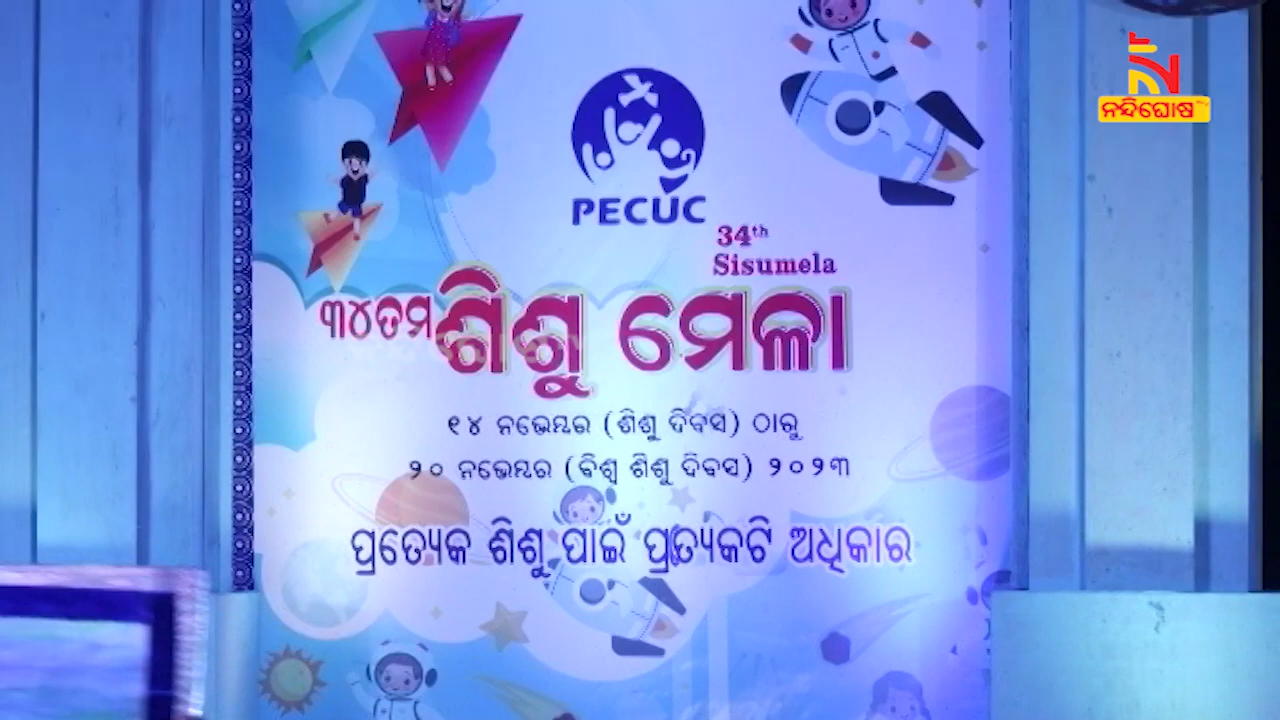 ନନ୍ଦିଘୋଷ
PECUC
34th
Sisumela
୩୪ତମ ଶିଶୁ ମେଳା
୧୪ ନଭେମ୍ବର (ଶିଶୁ ଦିବସ) ଠାରୁ
୨୦ ନଭେମ୍ବର (ବିଶ୍ୱ ଶିଶୁ ଦିବସ) ୨୦୨୩
ପ୍ରତ୍ୟେକ ଶିଶୁ ପାଇଁ ପ୍ରତ୍ୟେକଟି ଅଧିକାର